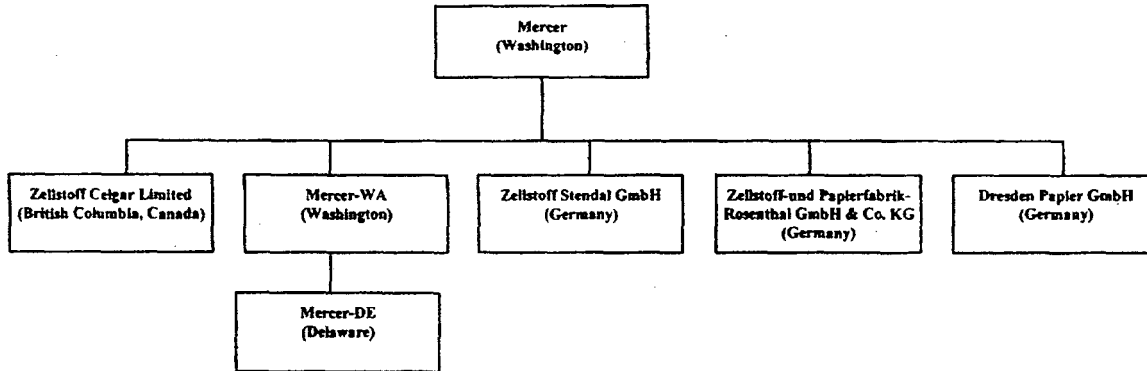 Mercer
(Washington)
Zellstoff Celgar Limited
(British Columbia, Canada)
Mercer-WA
(Washington)
Zellstoff Stendal GmbH
(Germany)
Zellstoff-und Papierfabrik-
Rosenthal GmbH & Co. KG
(Germany)
Dresden Papier GmbH
(Germany)
Mercer-DE
(Delaware)